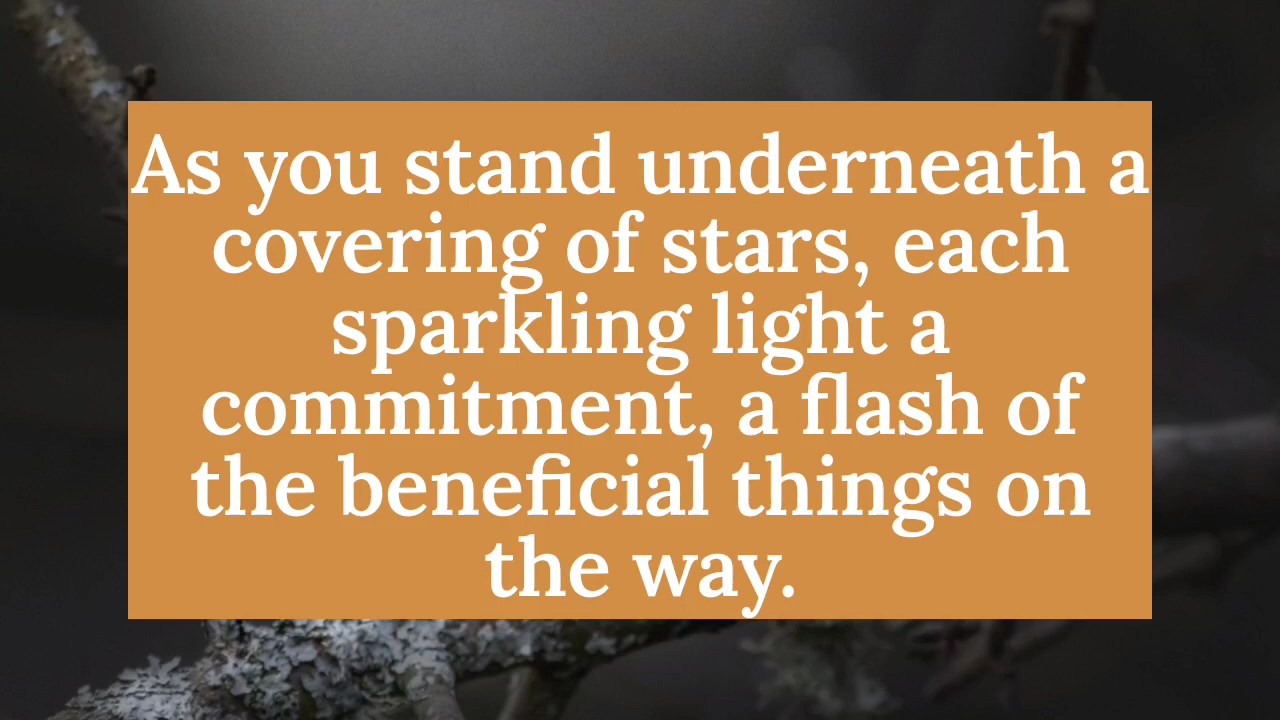 As you stand underneath a
covering of stars, each
sparkling light a
commitment, a flash of
the beneficial things on
the way.